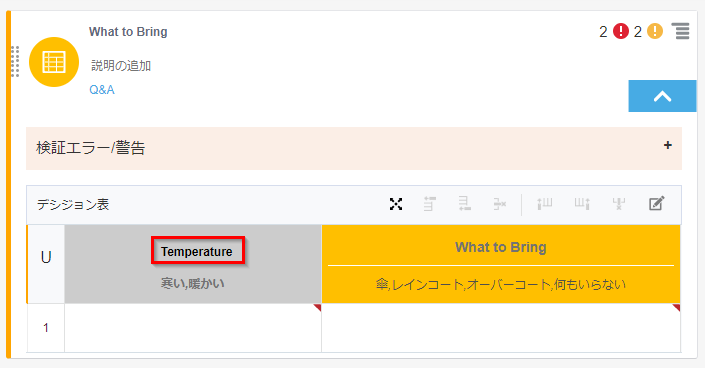 What to Bring
2 2
説明の追加
Q&A
検証エラー/警告
+
デシジョン表
U
Temperature
What to Bring
寒い,暖かい
傘,レインコート,オーバーコート,何もいらない
1